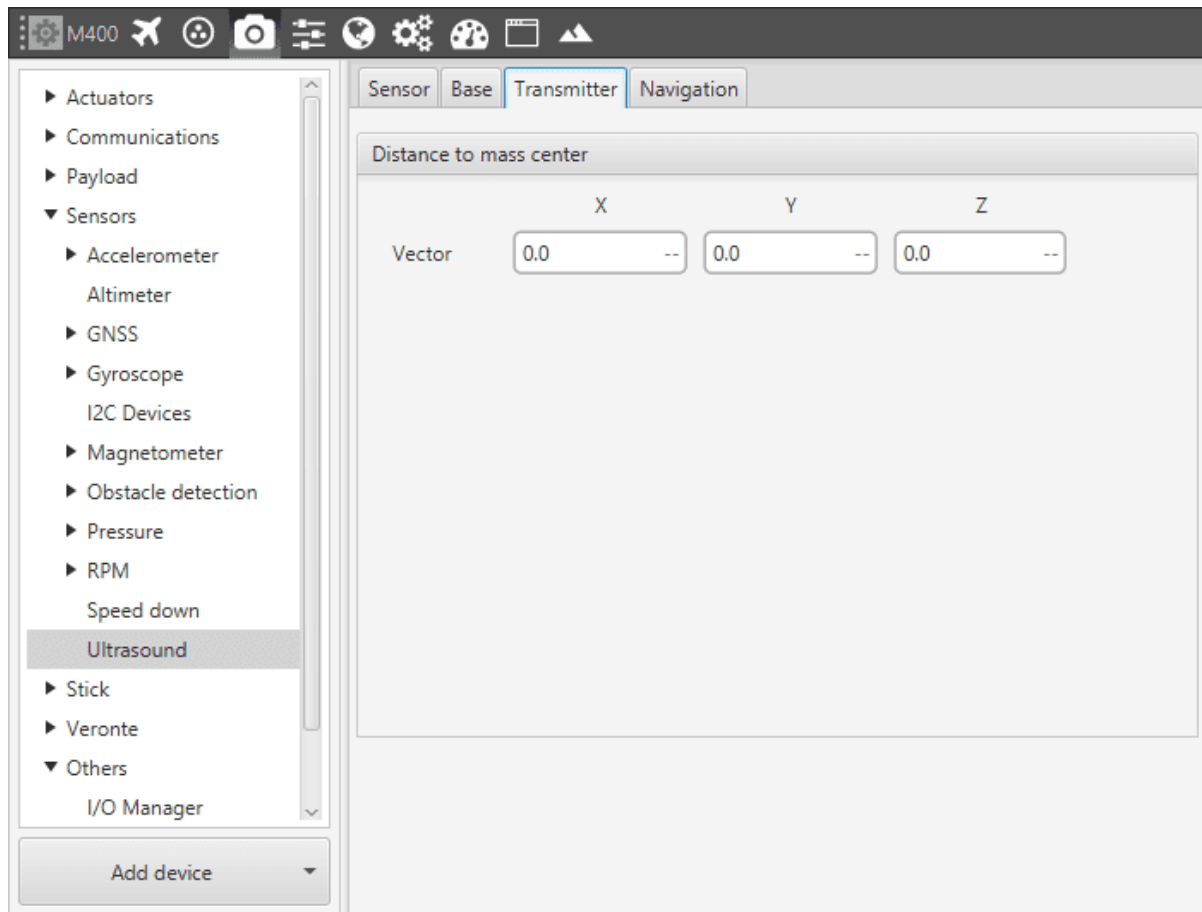 M400
Actuators
Communications
Payload
Sensors
Accelerometer
Altimeter
GNSS
Gyroscope
I2C Devices
Magnetometer
Obstacle detection
Pressure
RPM
Speed down
Ultrasound
Stick
Veronte
Others
I/O Manager
Add device
Sensor Base Transmitter Navigation
Distance to mass center
X Y Z
Vector 0.0 -- 0.0 -- 0.0 --